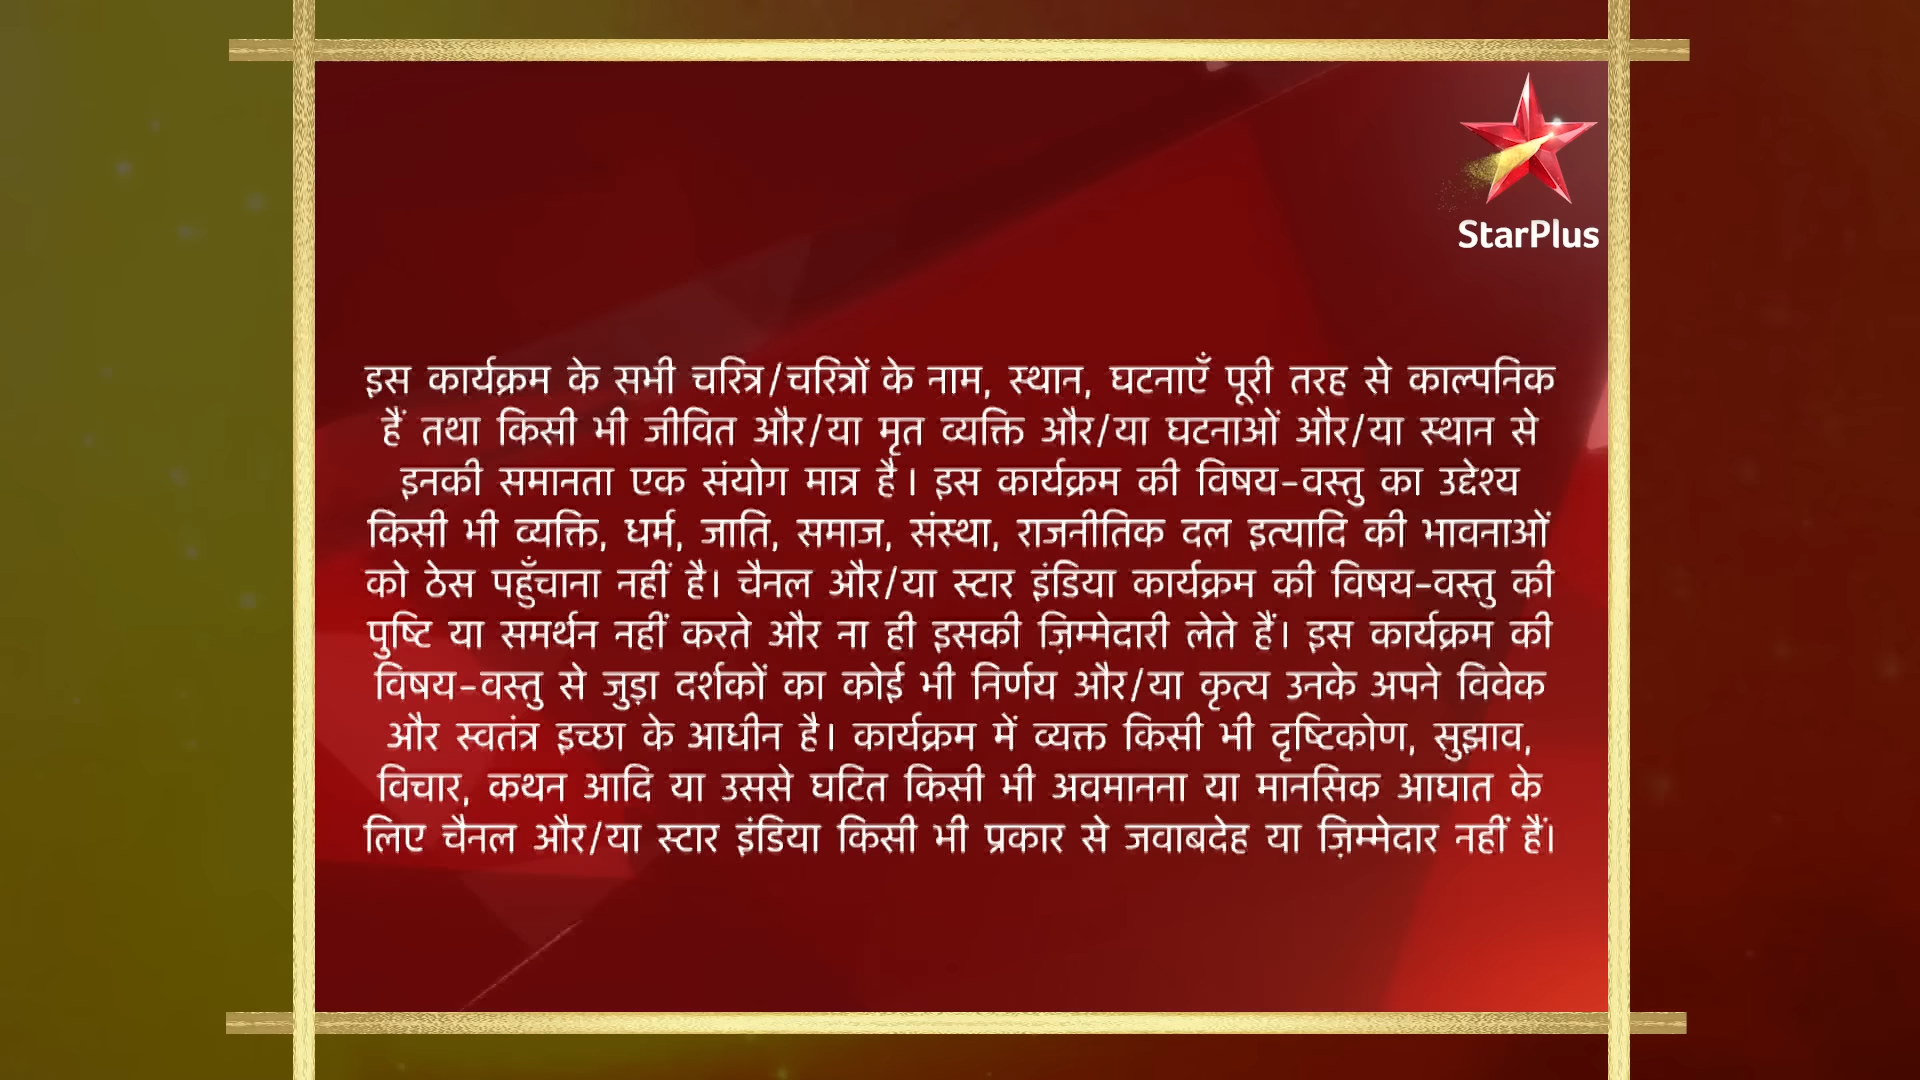 StarPlus
इस कार्यक्रम के सभी चरित्र/चरित्रों के नाम, स्थान, घटनाएँ पूरी तरह से काल्पनिक
हैं तथा किसी भी जीवित और/या मृत व्यक्ति और/या घटनाओं और/या स्थान से
इनकी समानता एक संयोग मात्र है। इस कार्यक्रम की विषय-वस्तु का उद्देश्य
किसी भी व्यक्ति, धर्म, जाति, समाज, संस्था, राजनीतिक दल इत्यादि की भावनाओं
को ठेस पहुँचाना नहीं है। चैनल और/या स्टार इंडिया कार्यक्रम की विषय-वस्तु की
पुष्टि या समर्थन नहीं करते और ना ही इसकी ज़िम्मेदारी लेते हैं। इस कार्यक्रम की
विषय-वस्तु से जुड़ा दर्शकों का कोई भी निर्णय और/या कृत्य उनके अपने विवेक
और स्वतंत्र इच्छा के आधीन है। कार्यक्रम में व्यक्त किसी भी दृष्टिकोण, सुझाव,
विचार, कथन आदि या उससे घटित किसी भी अवमानना या मानसिक आघात के
लिए चैनल और/या स्टार इंडिया किसी भी प्रकार से जवाबदेह या ज़िम्मेदार नहीं हैं।